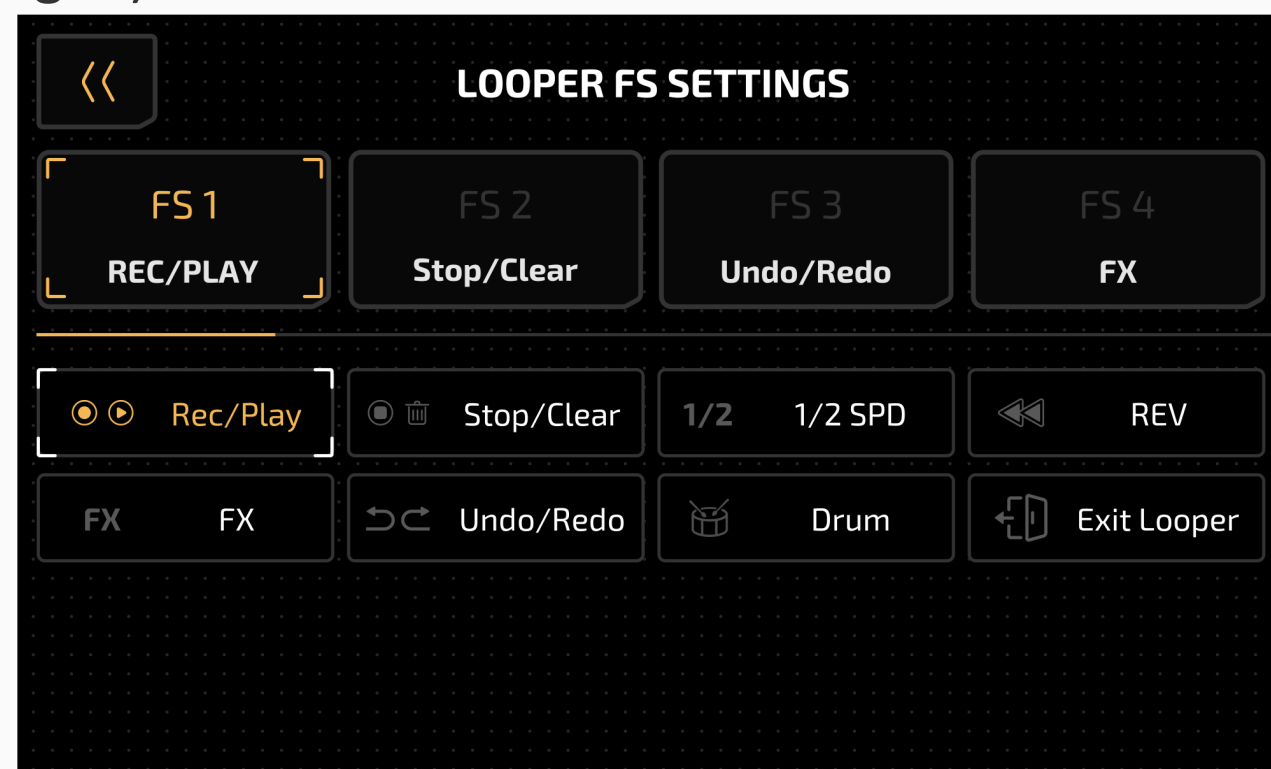 LOOPER FS SETTINGS
FS 1
REC/PLAY
FS 2
Stop/Clear
FS 3
Undo/Redo
FS 4
FX
Rec/Play
Stop/Clear
1/2 1/2 SPD
REV
FX FX
Undo/Redo
Drum
Exit Looper